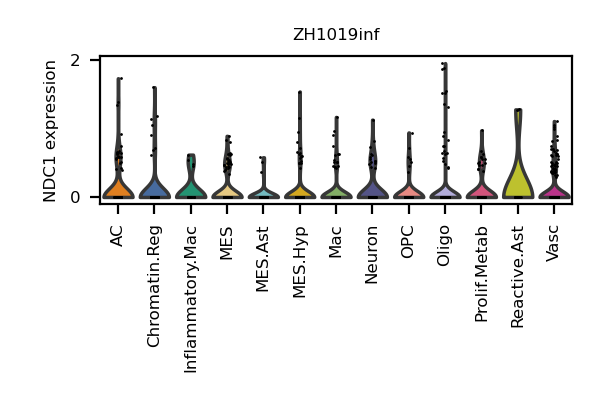 ZH1019inf
NDC1 expression
2
0
AC
Chromatin.Reg
Inflammatory.Mac
MES
MES.Ast
MES.Hyp
Mac
Neuron
OPC
Oligo
Prolif.Metab
Reactive.Ast
Vasc